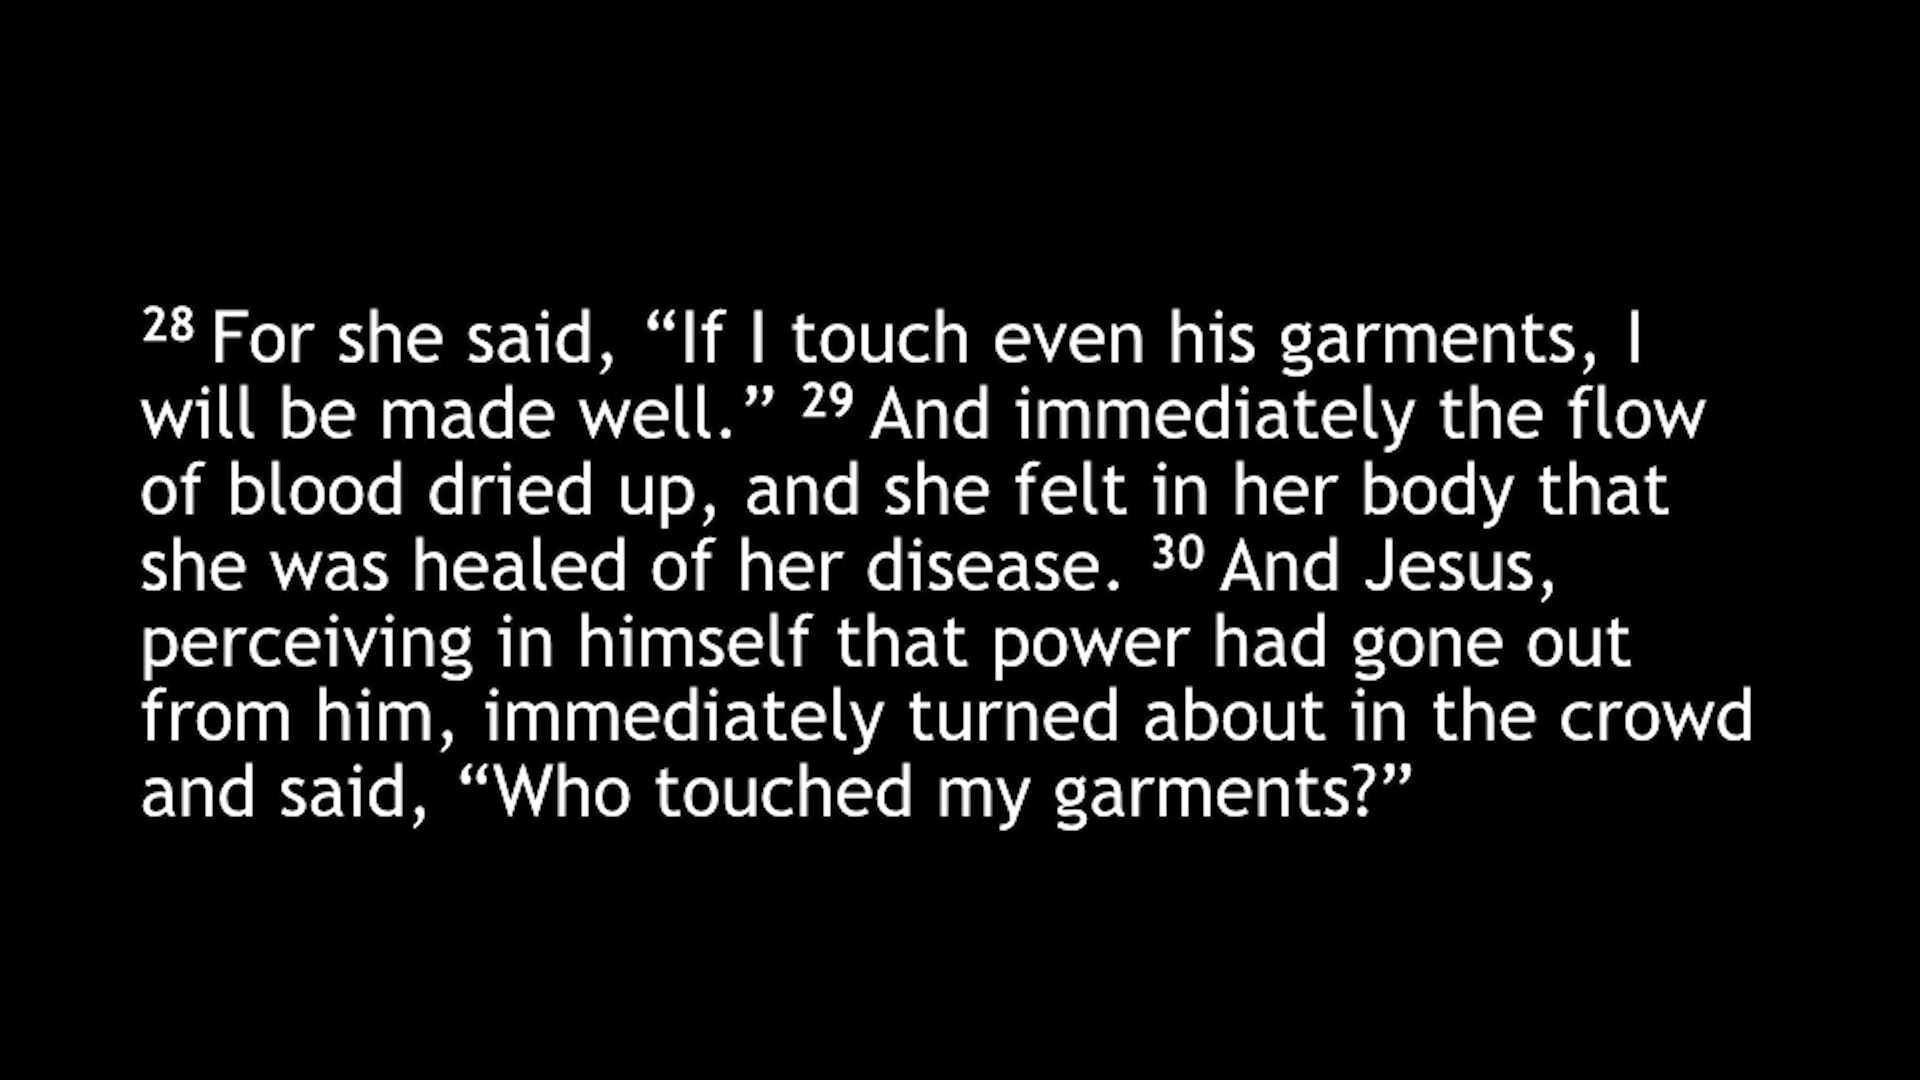 28 For she said, “If I touch even his garments, I
will be made well.” 29 And immediately the flow
of blood dried up, and she felt in her body that
she was healed of her disease. 30 And Jesus,
perceiving in himself that power had gone out
from him, immediately turned about in the crowd
and said, “Who touched my garments?”